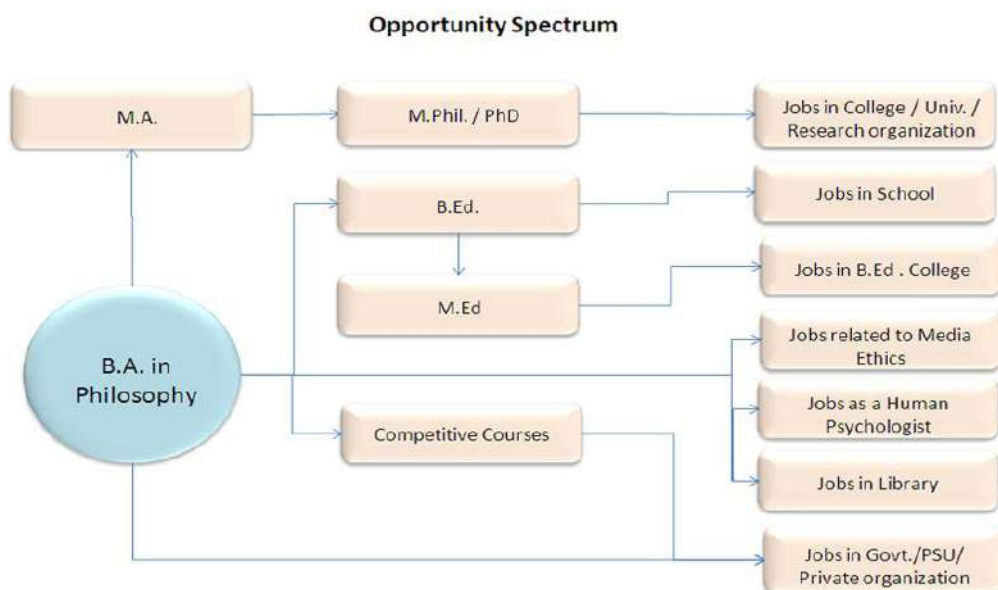 Opportunity Spectrum
M.A.
M.Phil. / PhD
Jobs in College / Univ. /
Research organization
B.Ed.
Jobs in School
M.Ed
Jobs in B.Ed . College
B.A. in
Philosophy
Jobs related to Media
Ethics
Competitive Courses
Jobs as a Human
Psychologist
Jobs in Library
Jobs in Govt./PSU/
Private organization